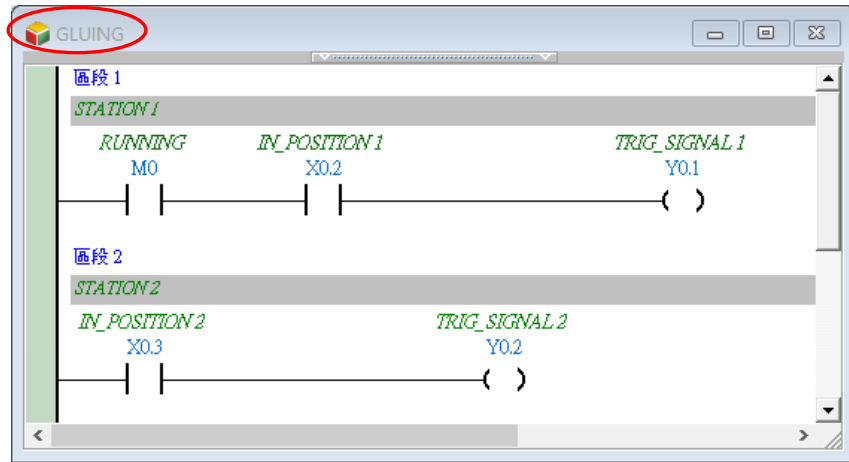 GLUING
區段 1
STATION 1
RUNNING IN_POSITION 1 TRIG_SIGNAL 1
M0 X0.2 Y0.1
區段 2
STATION 2
IN_POSITION 2 TRIG_SIGNAL 2
X0.3 Y0.2